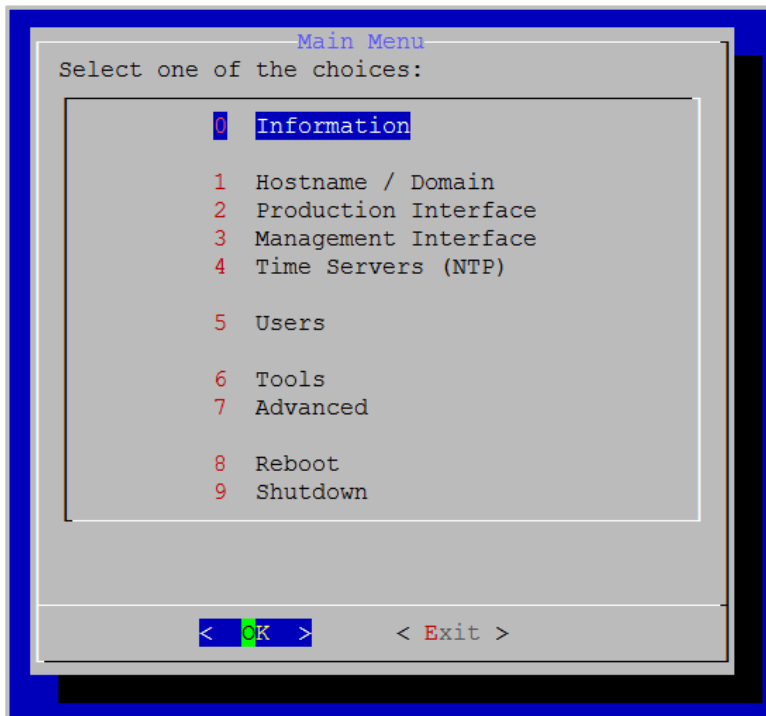 Main Menu
Select one of the choices:
0 Information
1 Hostname / Domain
2 Production Interface
3 Management Interface
4 Time Servers (NTP)
5 Users
6 Tools
7 Advanced
8 Reboot
9 Shutdown
< OK > < Exit >